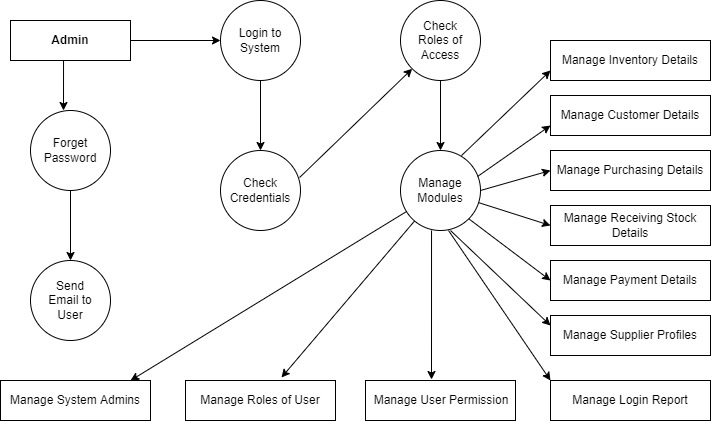 Admin
Login to
System
Check
Roles of
Access
Manage Inventory Details
Manage Customer Details
Forget
Password
Check
Credentials
Manage
Modules
Manage Purchasing Details
Manage Receiving Stock
Details
Send
Email to
User
Manage Payment Details
Manage Supplier Profiles
Manage System Admins
Manage Roles of User
Manage User Permission
Manage Login Report